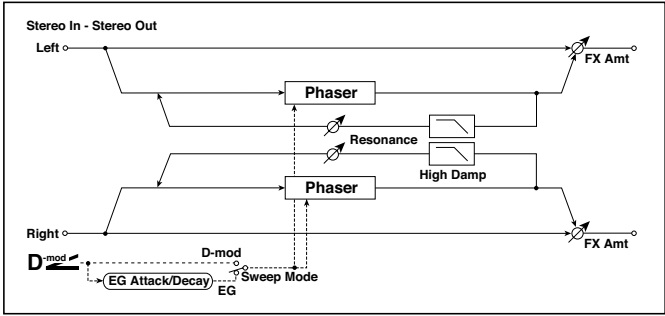 Stereo In - Stereo Out
Left
FX Amt
Phaser
Resonance
High Damp
Phaser
Right
FX Amt
D-mod
D-mod
EG Attack/Decay
EG
Sweep Mode